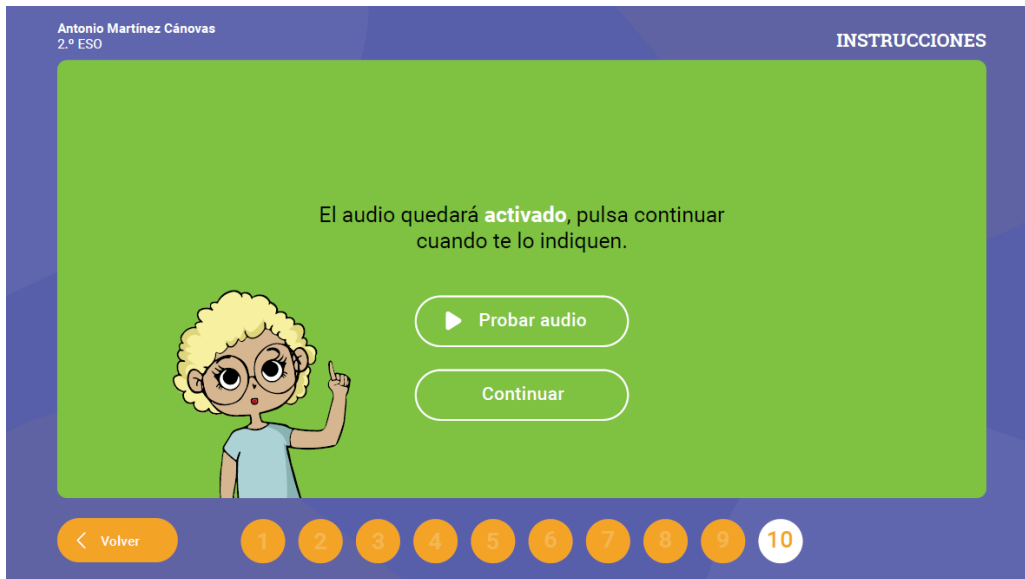 Antonio Martínez Cánovas
2.º ESO
INSTRUCCIONES
El audio quedará activado, pulsa continuar
cuando te lo indiquen.
Probar audio
Continuar
Volver
1 2 3 4 5 6 7 8 9 10